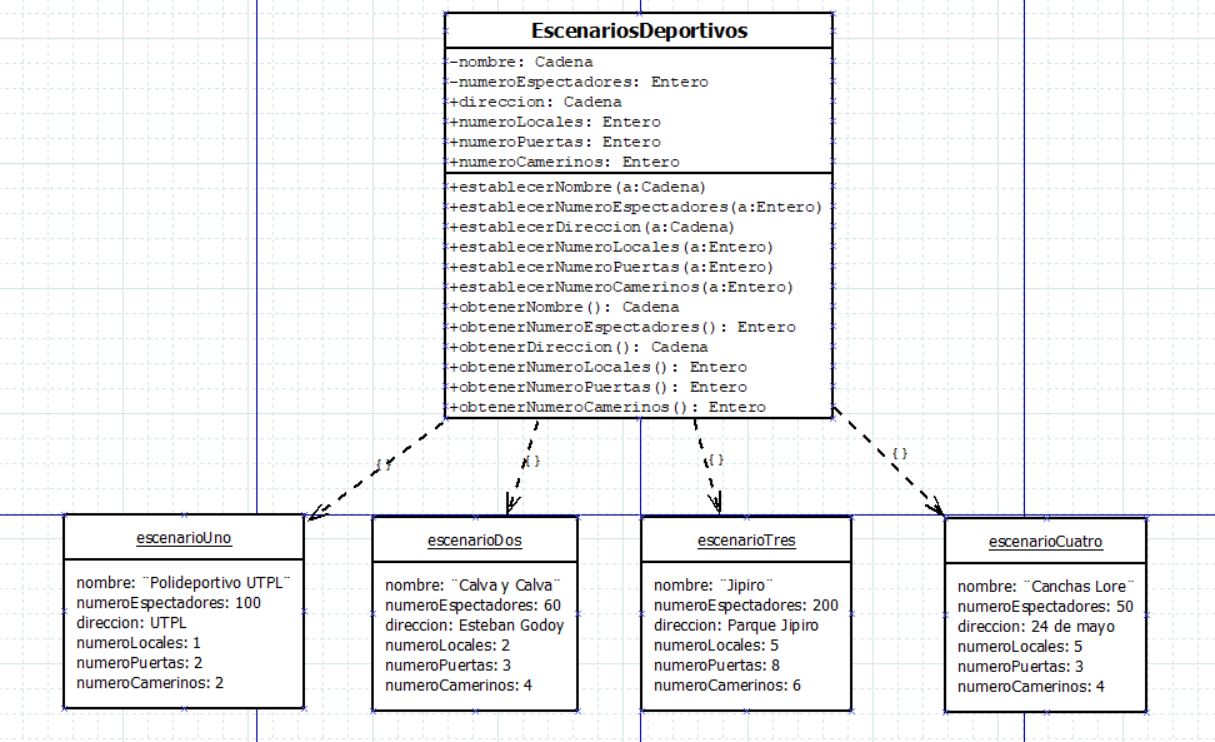 EscenariosDeportivos
-nombre: Cadena
-numeroEspectadores: Entero
+direccion: Cadena
+numeroLocales: Entero
+numeroPuertas: Entero
+numeroCamerinos: Entero
+establecerNombre(a:Cadena)
+establecerNumeroEspectadores(a:Entero)
+establecerDireccion(a:Cadena)
+establecerNumeroLocales(a:Entero)
+establecerNumeroPuertas(a:Entero)
+establecerNumeroCamerinos(a:Entero)
+obtenerNombre(): Cadena
+obtenerNumeroEspectadores(): Entero
+obtenerDireccion(): Cadena
+obtenerNumeroLocales(): Entero
+obtenerNumeroPuertas(): Entero
+obtenerNumeroCamerinos(): Entero
{}
{}
{}
{}
escenarioUno
nombre: ¨Polideportivo UTPL¨
numeroEspectadores: 100
direccion: UTPL
numeroLocales: 1
numeroPuertas: 2
numeroCamerinos: 2
escenarioDos
nombre: ¨Calva y Calva¨
numeroEspectadores: 60
direccion: Esteban Godoy
numeroLocales: 2
numeroPuertas: 3
numeroCamerinos: 4
escenarioTres
nombre: ¨Jipiro¨
numeroEspectadores: 200
direccion: Parque Jipiro
numeroLocales: 5
numeroPuertas: 8
numeroCamerinos: 6
escenarioCuatro
nombre: ¨Canchas Lore¨
numeroEspectadores: 50
direccion: 24 de mayo
numeroLocales: 5
numeroPuertas: 3
numeroCamerinos: 4